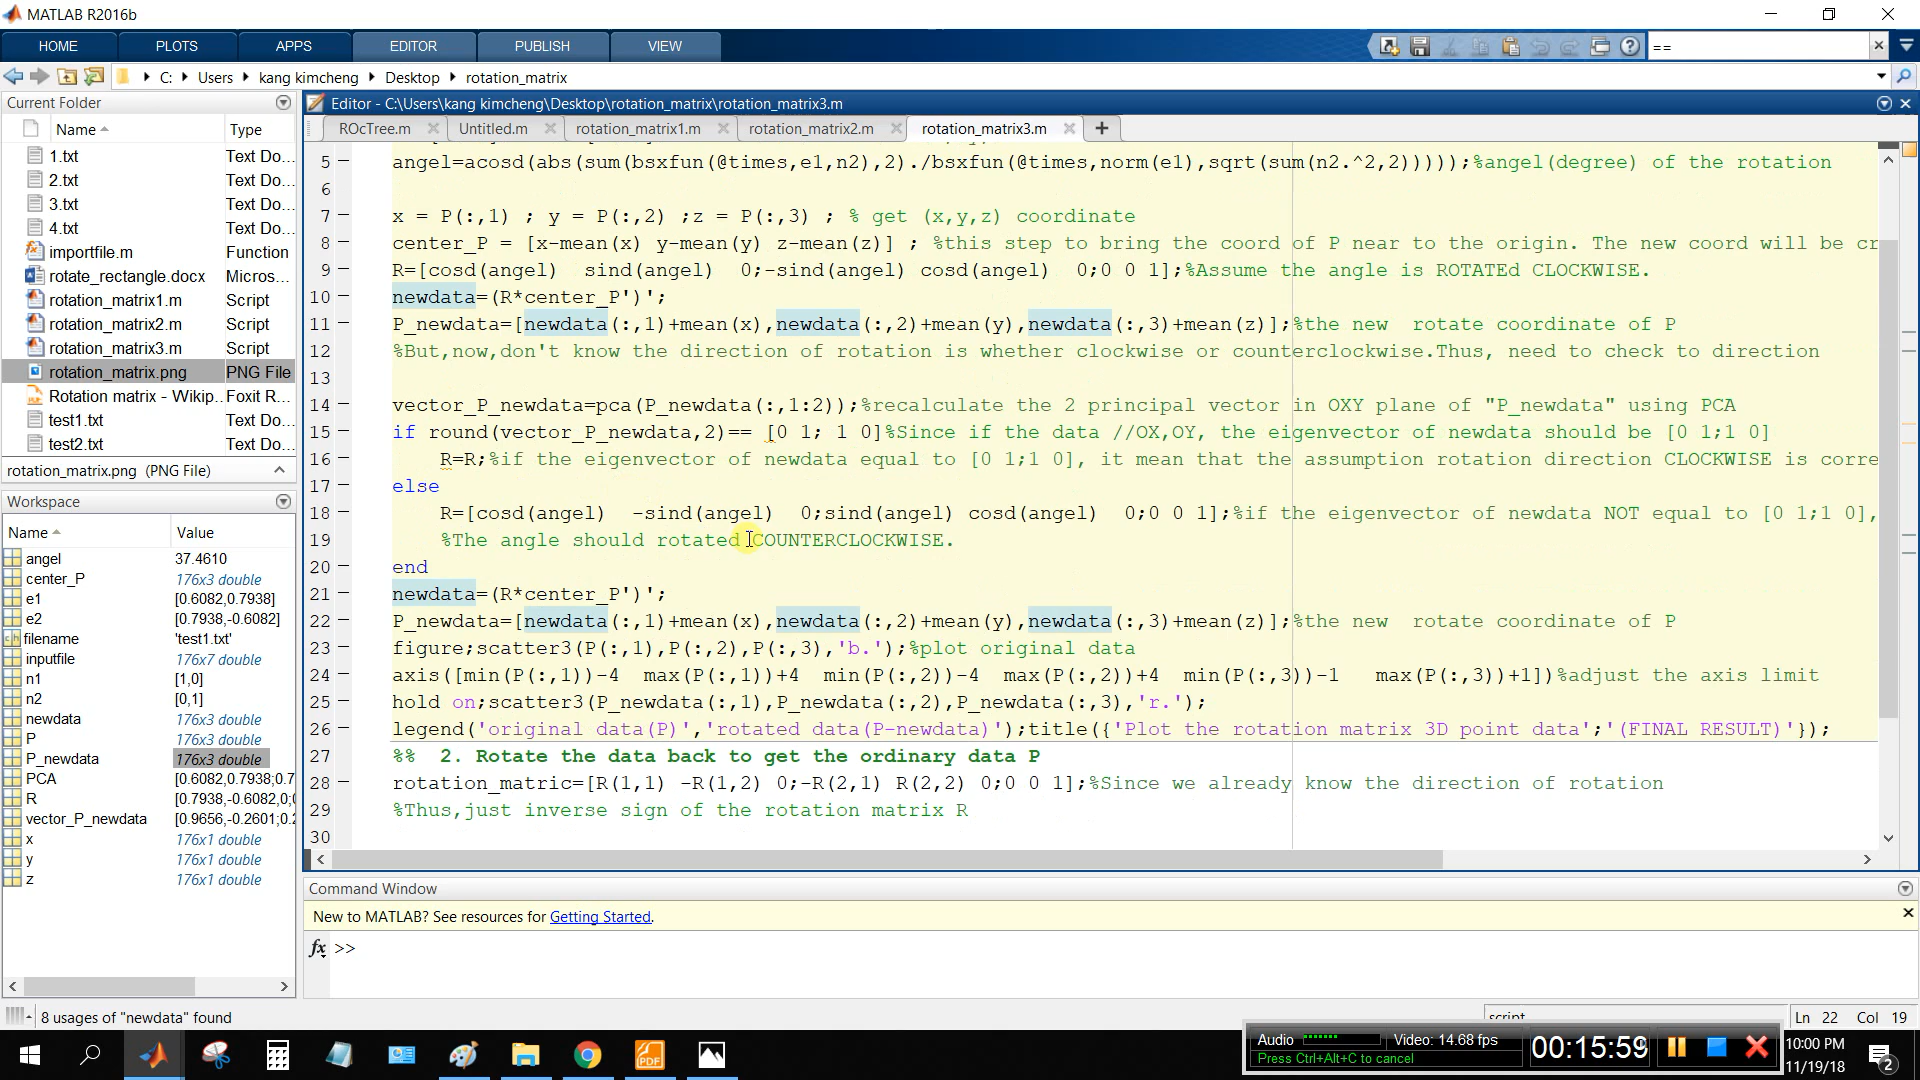 MATLAB R2016b
HOME PLOTS APPS EDITOR PUBLISH VIEW ==
C: Users kang kimcheng Desktop rotation_matrix
Current Folder
Name Type
1.txt Text Do...
2.txt Text Do...
3.txt Text Do...
4.txt Text Do...
importfile.m Function
rotate_rectangle.docx Micros...
rotation_matrix1.m Script
rotation_matrix2.m Script
rotation_matrix3.m Script
rotation_matrix.png PNG File
Rotation matrix - Wikip... Foxit R...
test1.txt Text Do...
test2.txt Text Do...
rotation_matrix.png (PNG File)
Workspace
Name Value
angel 37.4610
center_P 176x3 double
e1 [0.6082,0.7938]
e2 [0.7938,-0.6082]
filename 'test1.txt'
inputfile 176x7 double
n1 [1,0]
n2 [0,1]
newdata 176x3 double
P 176x3 double
P_newdata 176x3 double
PCA [0.6082,0.7938;0.7
R [0.7938,-0.6082,0;
vector_P_newdata [0.9656,-0.2601;0.2
x 176x1 double
y 176x1 double
z 176x1 double
Editor - C:\Users\kang kimcheng\Desktop\rotation_matrix\rotation_matrix3.m
ROcTree.m Untitled.m rotation_matrix1.m rotation_matrix2.m rotation_matrix3.m
5 angel=acosd(abs(sum(bsxfun(@times,e1,n2),2)./bsxfun(@times,norm(e1),sqrt(sum(n2.^2,2)))));%angel(degree) of the rotation
6
7 x = P(:,1) ; y = P(:,2) ;z = P(:,3) ; % get (x,y,z) coordinate
8 center_P = [x-mean(x) y-mean(y) z-mean(z)] ; %this step to bring the coord of P near to the origin. The new coord will be cr
9 R=[cosd(angel) sind(angel) 0;-sind(angel) cosd(angel) 0;0 0 1];%Assume the angle is ROTATEd CLOCKWISE.
10 newdata=(R*center_P')';
11 P_newdata=[newdata(:,1)+mean(x),newdata(:,2)+mean(y),newdata(:,3)+mean(z)];%the new rotate coordinate of P
12 %But,now,don't know the direction of rotation is whether clockwise or counterclockwise.Thus, need to check to direction
13
14 vector_P_newdata=pca(P_newdata(:,1:2));%recalculate the 2 principal vector in OXY plane of "P_newdata" using PCA
15 if round(vector_P_newdata,2)== [0 1; 1 0]%Since if the data //OX,OY, the eigenvector of newdata should be [0 1;1 0]
16 R=R;%if the eigenvector of newdata equal to [0 1;1 0], it mean that the assumption rotation direction CLOCKWISE is corre
17 else
18 R=[cosd(angel) -sind(angel) 0;sind(angel) cosd(angel) 0;0 0 1];%if the eigenvector of newdata NOT equal to [0 1;1 0],
19 %The angle should rotated COUNTERCLOCKWISE.
20 end
21 newdata=(R*center_P')';
22 P_newdata=[newdata(:,1)+mean(x),newdata(:,2)+mean(y),newdata(:,3)+mean(z)];%the new rotate coordinate of P
23 figure;scatter3(P(:,1),P(:,2),P(:,3),'b.');%plot original data
24 axis([min(P(:,1))-4 max(P(:,1))+4 min(P(:,2))-4 max(P(:,2))+4 min(P(:,3))-1 max(P(:,3))+1])%adjust the axis limit
25 hold on;scatter3(P_newdata(:,1),P_newdata(:,2),P_newdata(:,3),'r.');
26 legend('original data(P)','rotated data(P-newdata)');title({'Plot the rotation matrix 3D point data';'(FINAL RESULT)'});
27 %% 2. Rotate the data back to get the ordinary data P
28 rotation_matric=[R(1,1) -R(1,2) 0;-R(2,1) R(2,2) 0;0 0 1];%Since we already know the direction of rotation
29 %Thus,just inverse sign of the rotation matrix R
30
Command Window
New to MATLAB? See resources for Getting Started.
fx >>
8 usages of "newdata" found
script
Ln 22 Col 19
Audio Video: 14.68 fps
Press Ctrl+Alt+C to cancel
00:15:59
10:00 PM
11/19/18
2
PDF